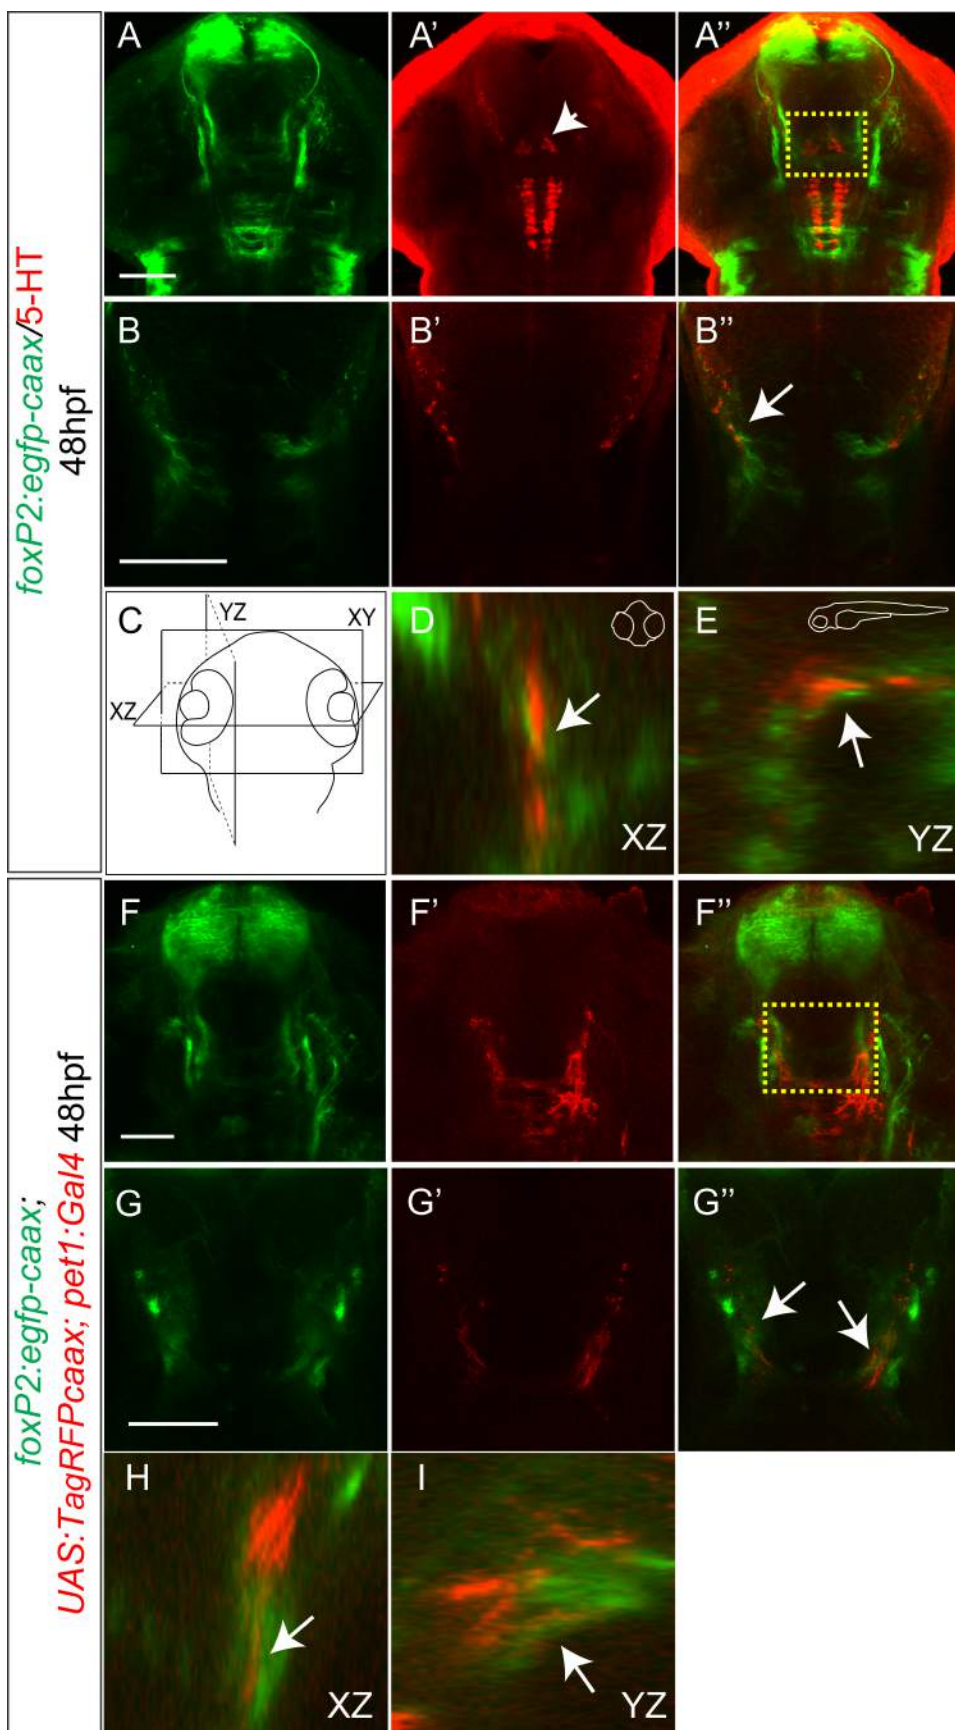 foxP2:egfp-caax/5-HT
48hpf
A
A'
A''
B
B'
B''
C
YZ
XY
XZ
D
XZ
E
YZ
foxP2:egfp-caax;
UAS:TagRFPcaax; pet1:Gal4 48hpf
F
F'
F''
G
G'
G''
H
XZ
I
YZ